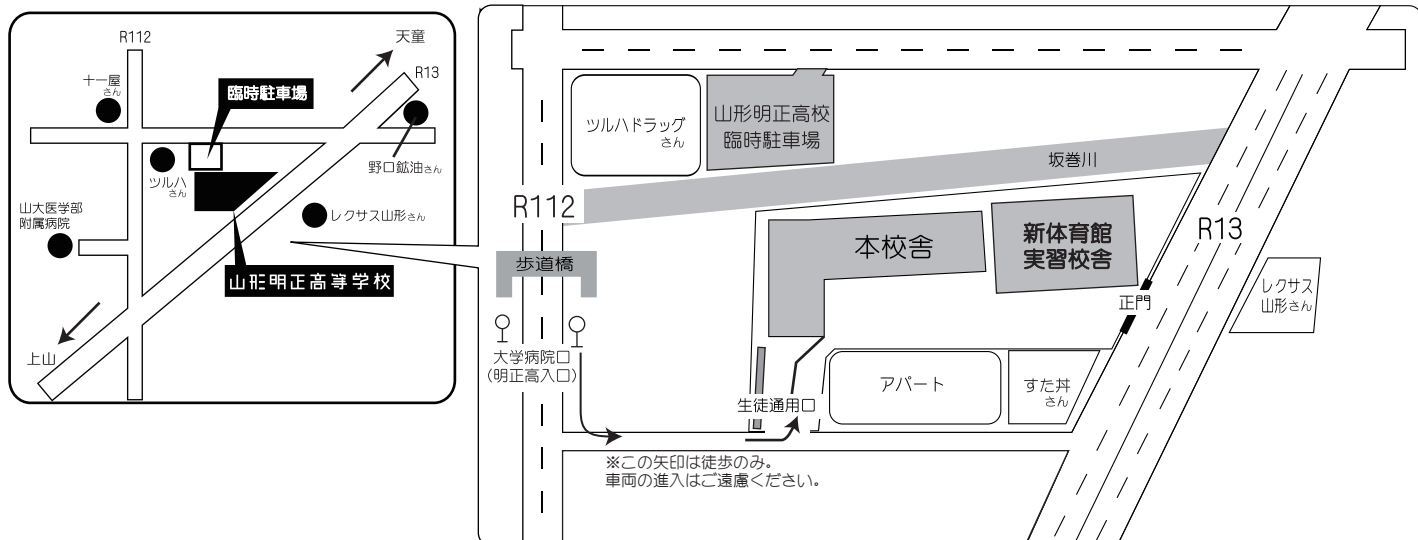 R112
天童
十一屋
さん
R13
臨時駐車場
野口鉱油さん
ツルハ
さん
山大医学部
附属病院
レクサス山形さん
山形明正高等学校
上山
ツルハドラッグ
さん
山形明正高校
臨時駐車場
坂巻川
R112
R13
本校舎
新体育館
実習校舎
歩道橋
レクサス
山形さん
正門
大学病院口
(明正高入口)
アパート
すた丼
さん
生徒通用口
※この矢印は徒歩のみ。
車両の進入はご遠慮ください。